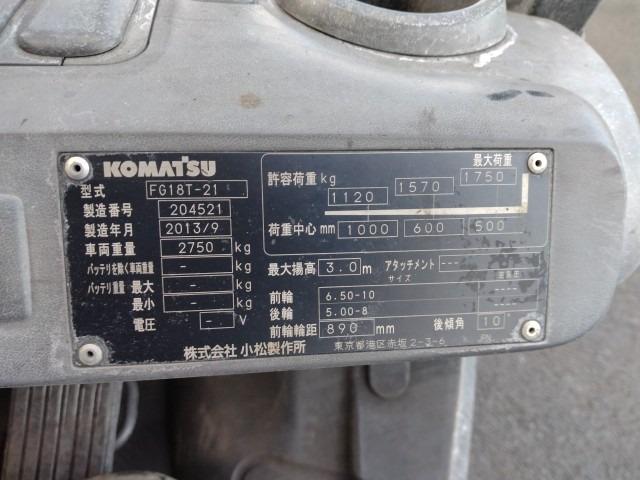 KOMATSU
型式 FG18T-21
製造番号 204521
製造年月 2013/9
車両重量 2750 kg
バッテリを除く車両重量 - kg
バッテリ重量 最大 - kg
最小 - kg
電圧 - V
最大荷重
許容荷重 kg 1120 1570 1750
荷重中心 mm 1000 600 500
最大揚高 3.0 m アタッチメント ---
サイズ
前輪 6.50-10 ----
後輪 5.00-8 ----
前輪輪距 890 mm 後傾角 10°
株式会社 小松製作所 東京都港区赤坂2-3-6